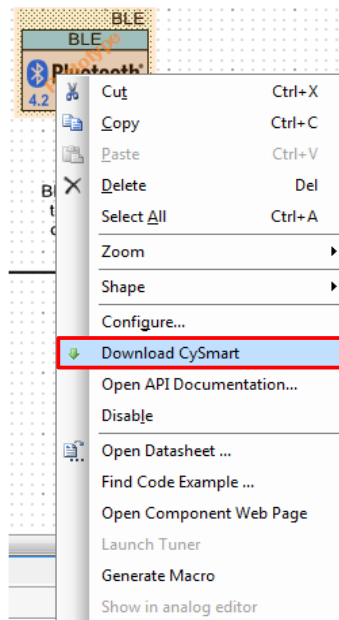 BLE
BLE
Prototype
Bluetooth
4.2
Cut Ctrl+X
Copy Ctrl+C
Paste Ctrl+V
Delete Del
Select All Ctrl+A
Zoom
Shape
Configure...
Download CySmart
Open API Documentation...
Disable
Open Datasheet ...
Find Code Example ...
Open Component Web Page
Launch Tuner
Generate Macro
Show in analog editor